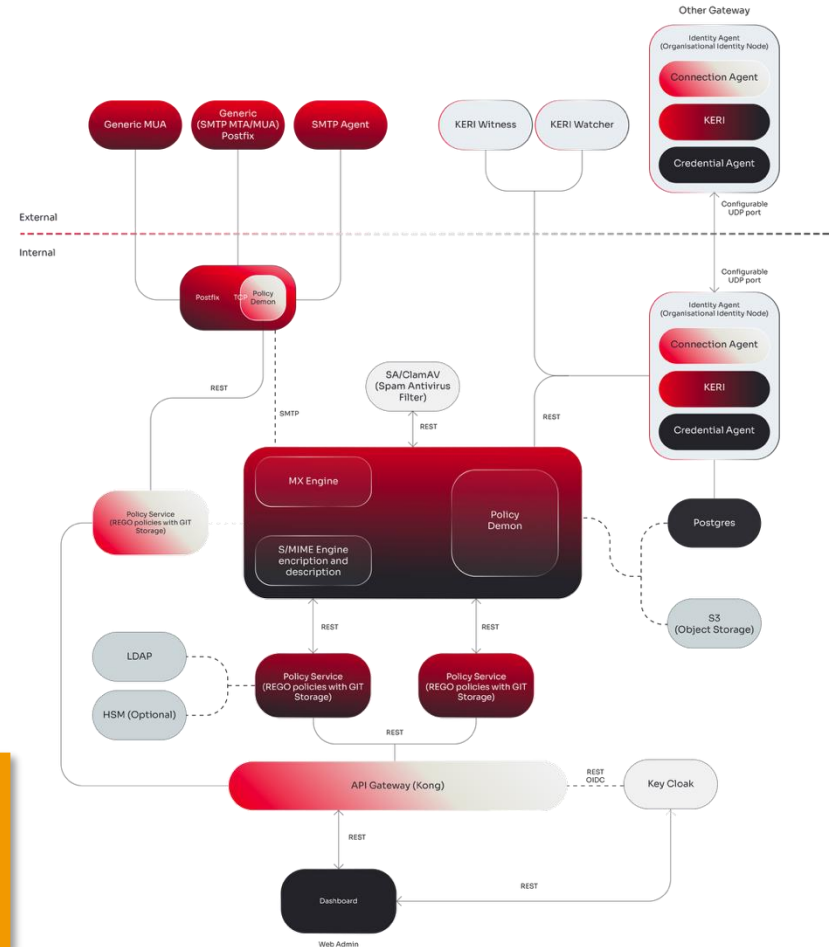 Other Gateway
Identity Agent
(Organisational Identity Node)
Connection Agent
KERI
Credential Agent
Generic MUA
Generic
(SMTP MTA/MUA)
Postfix
SMTP Agent
KERI Witness
KERI Watcher
Configurable
UDP port
External
Internal
Configurable
UDP port
Postfix
TCP
Policy
Demon
Identity Agent
(Organisational Identity Node)
Connection Agent
KERI
Credential Agent
REST
SMTP
SA/ClamAV
(Spam Antivirus
Filter)
REST
REST
MX Engine
Policy
Demon
S/MIME Engine
encription and
description
Policy Service
(REGO policies with GIT
Storage)
Postgres
S3
(Object Storage)
REST
REST
LDAP
HSM (Optional)
Policy Service
(REGO policies with GIT
Storage)
Policy Service
(REGO policies with GIT
Storage)
REST
API Gateway (Kong)
REST
OIDC
Key Cloak
REST
REST
Dashboard
Web Admin